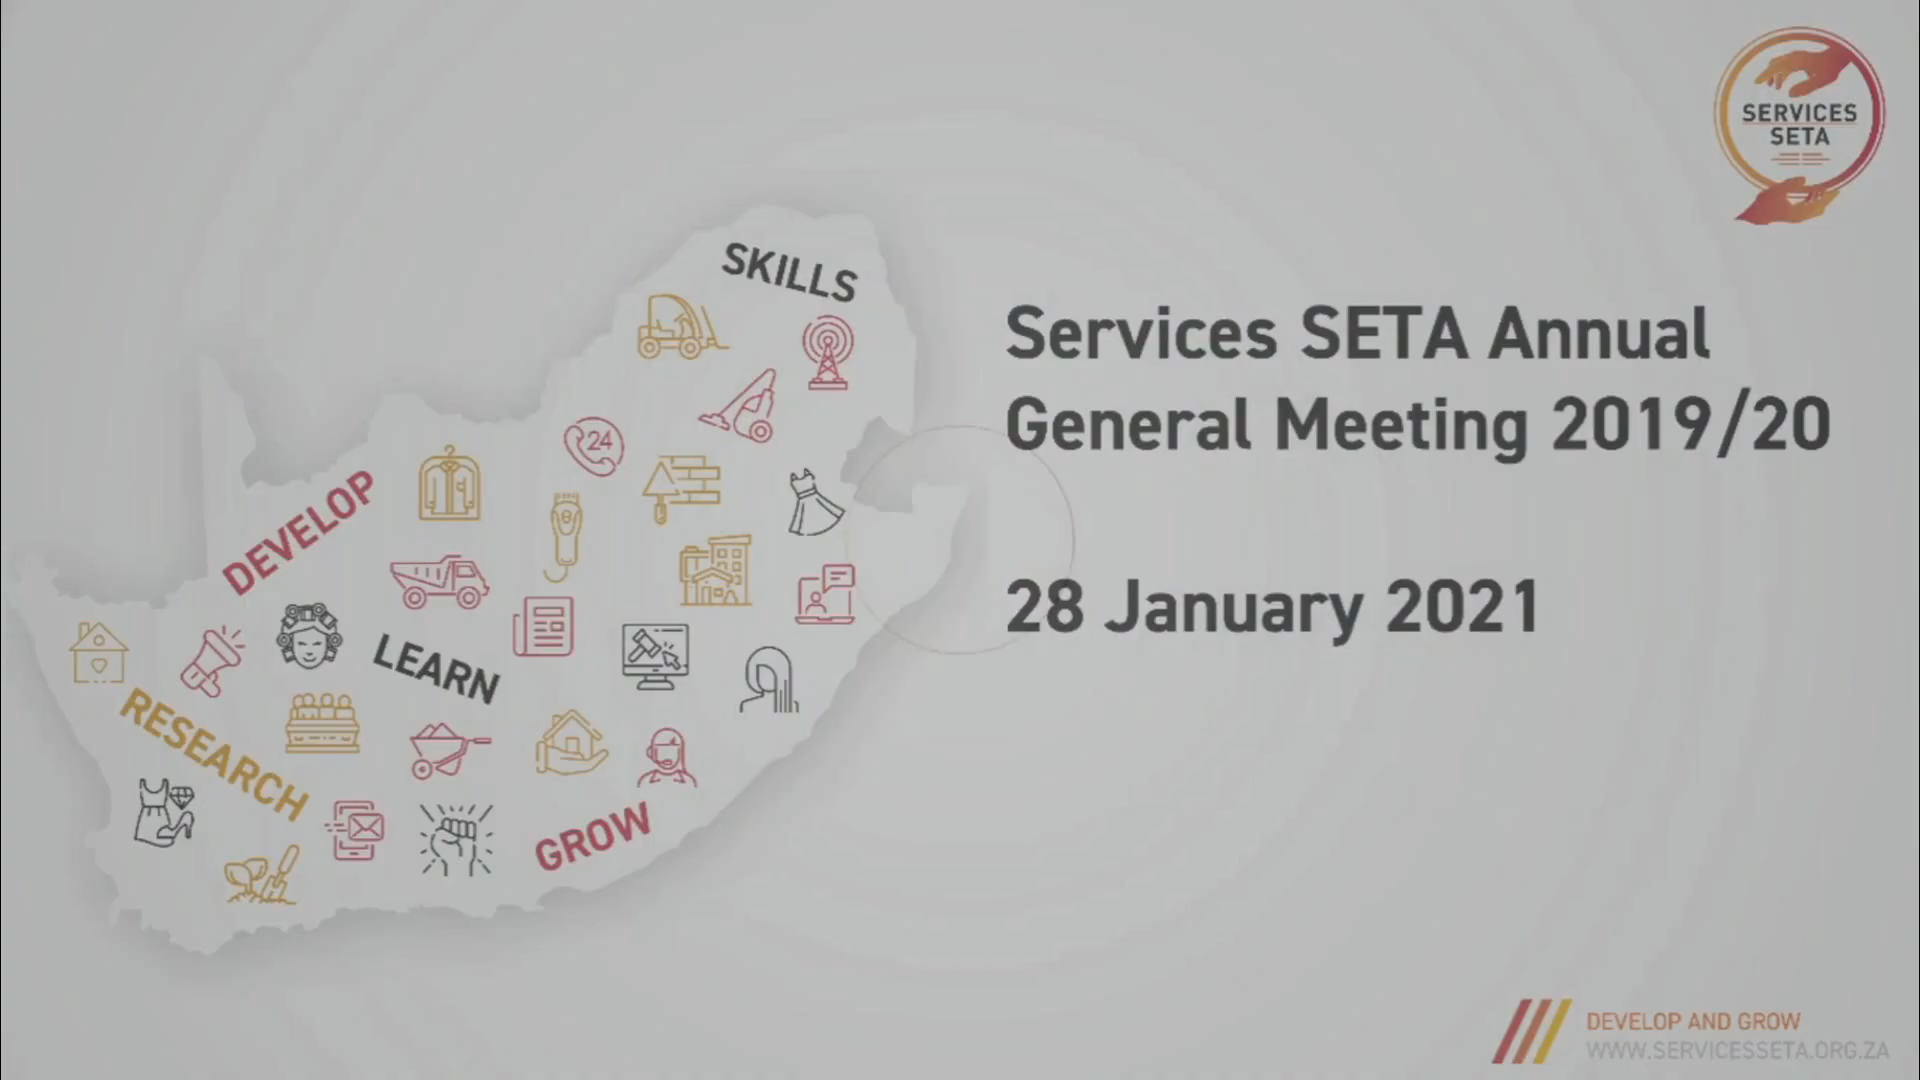 SERVICES
SETA
SKILLS
Services SETA Annual
General Meeting 2019/20
24
DEVELOP
28 January 2021
LEARN
RESEARCH
GROW
DEVELOP AND GROW
WWW.SERVICESSETA.ORG.ZA